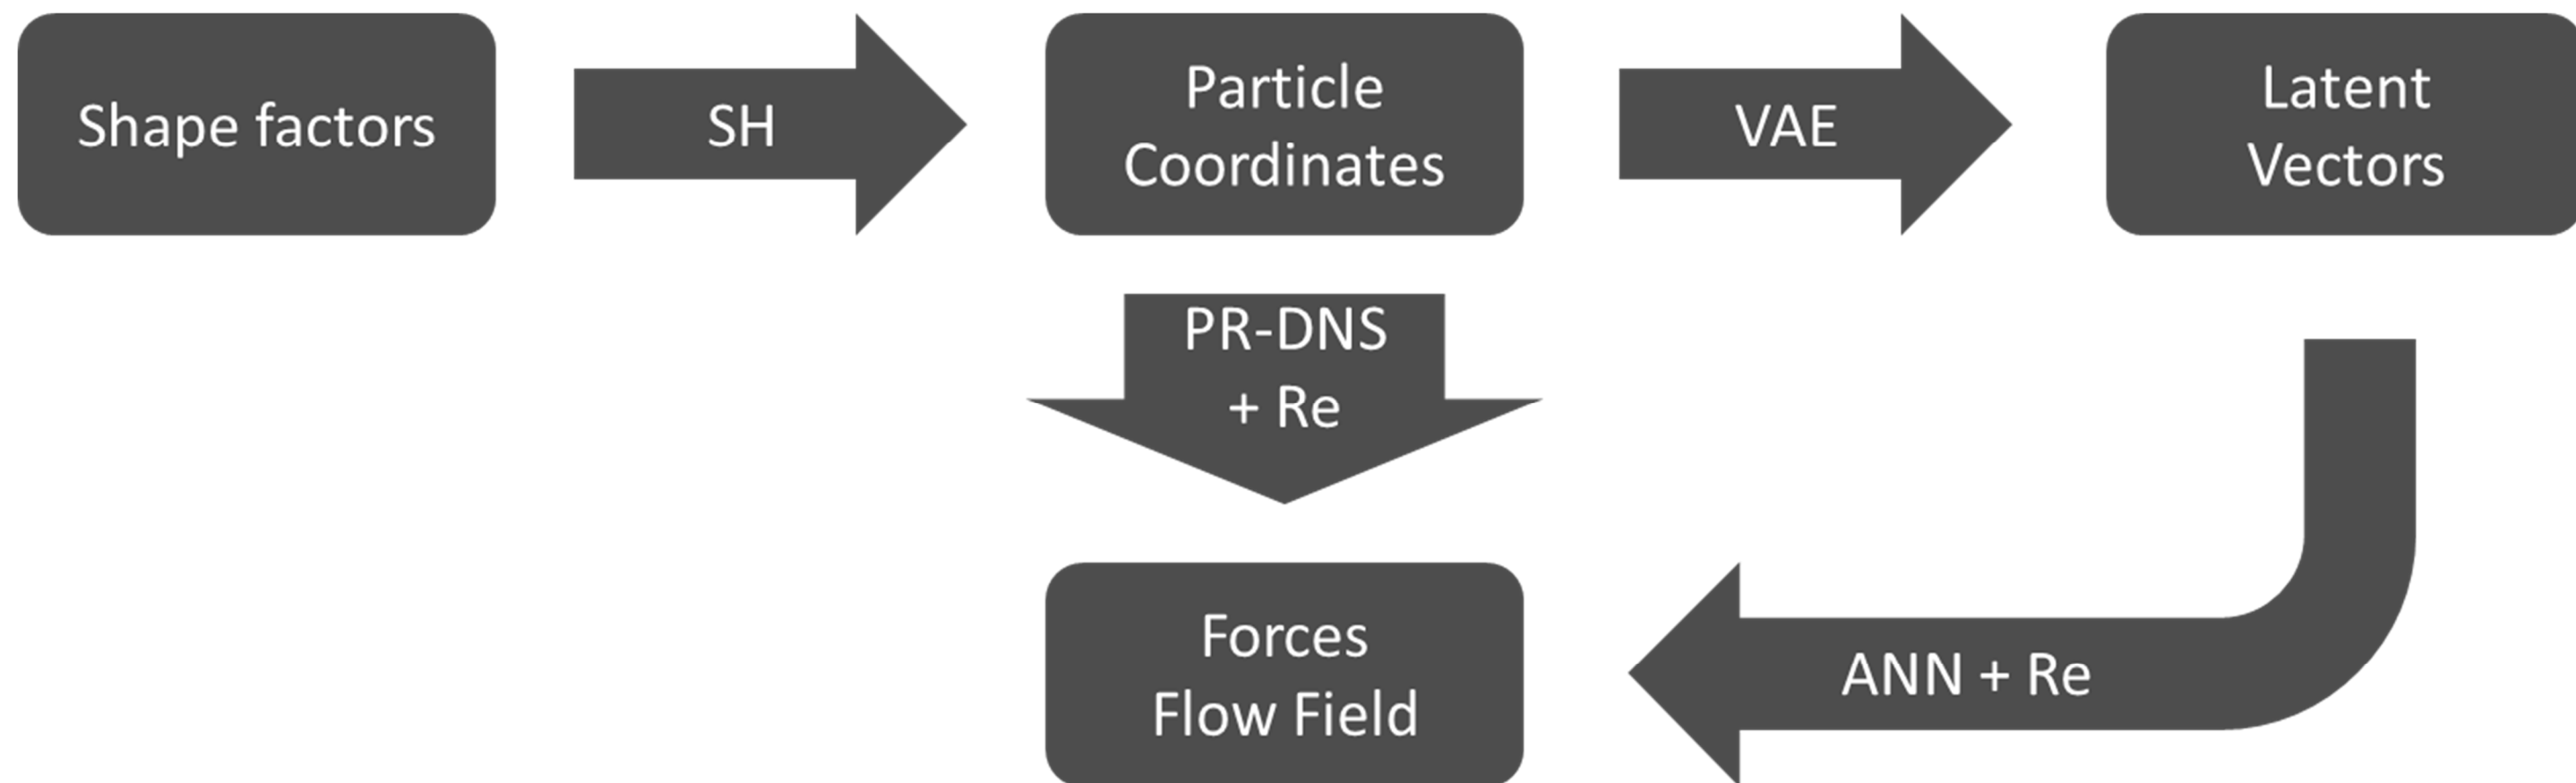 Shape factors
SH
Particle
Coordinates
VAE
Latent
Vectors
PR-DNS
+ Re
Forces
Flow Field
ANN + Re